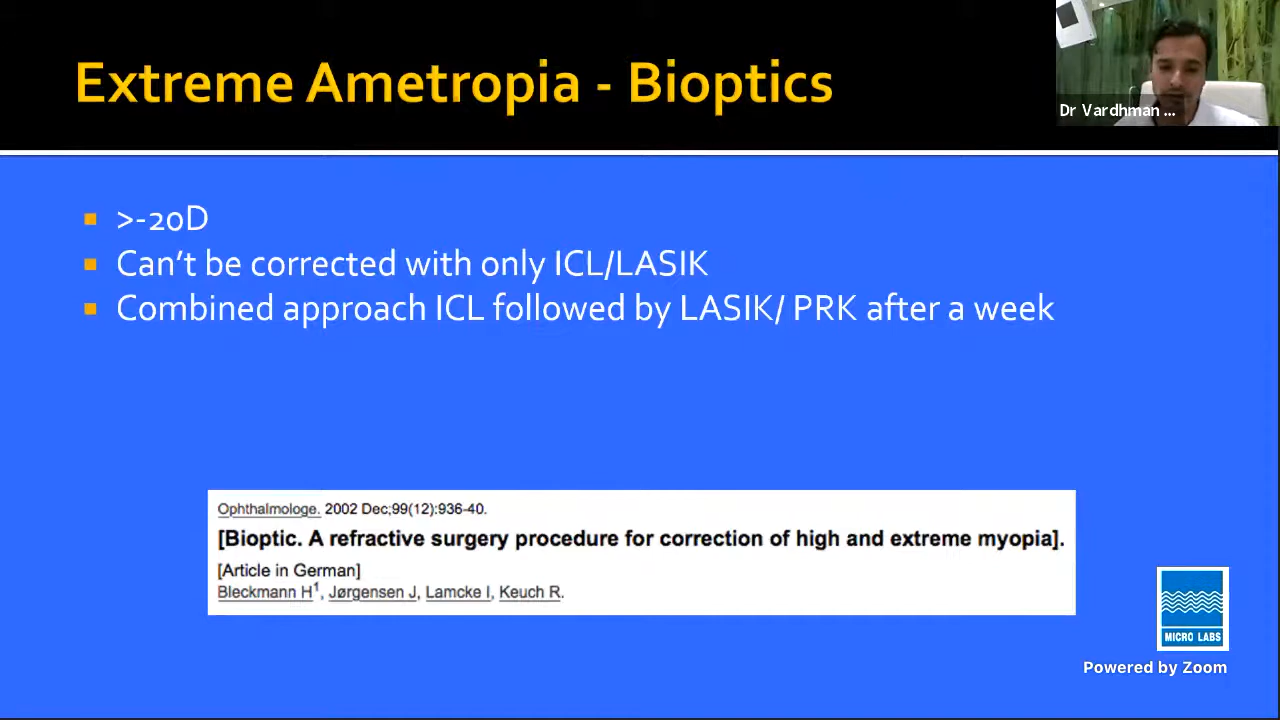 Extreme Ametropia - Bioptics
Dr Vardhman ...
>-20D
Can't be corrected with only ICL/LASIK
Combined approach ICL followed by LASIK/ PRK after a week
Ophthalmologe. 2002 Dec;99(12):936-40.
[Bioptic. A refractive surgery procedure for correction of high and extreme myopia].
[Article in German]
Bleckmann H1, Jørgensen J, Lamcke I, Keuch R.
MICRO LABS
Powered by Zoom